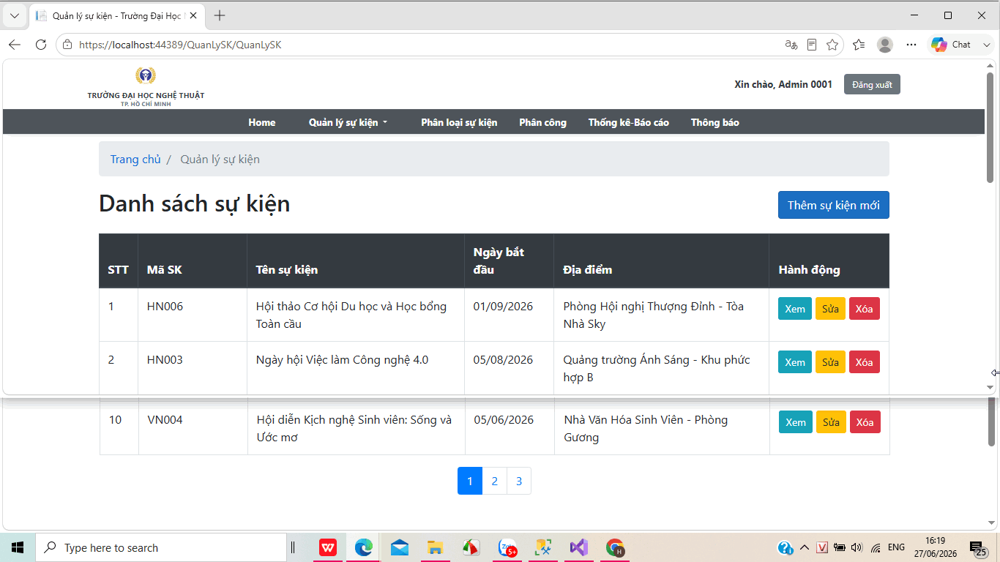 Quản lý sự kiện - Trường Đại Học
https://localhost:44389/QuanLySK/QuanLySK
Chat
TRƯỜNG ĐẠI HỌC NGHỆ THUẬT
TP. HỒ CHÍ MINH
Xin chào, Admin 0001
Đăng xuất
Home
Quản lý sự kiện
Phân loại sự kiện
Phân công
Thống kê-Báo cáo
Thông báo
Trang chủ / Quản lý sự kiện
Danh sách sự kiện
Thêm sự kiện mới
STT Mã SK Tên sự kiện Ngày bắt đầu Địa điểm Hành động
1 HN006 Hội thảo Cơ hội Du học và Học bổng Toàn cầu 01/09/2026 Phòng Hội nghị Thượng Đỉnh - Tòa Nhà Sky Xem Sửa Xóa
2 HN003 Ngày hội Việc làm Công nghệ 4.0 05/08/2026 Quảng trường Ánh Sáng - Khu phức hợp B Xem Sửa Xóa
10 VN004 Hội diễn Kịch nghệ Sinh viên: Sống và Ước mơ 05/06/2026 Nhà Văn Hóa Sinh Viên - Phòng Gương Xem Sửa Xóa
1 2 3
Type here to search
5+
H
V
ENG
16:19
27/06/2026
25